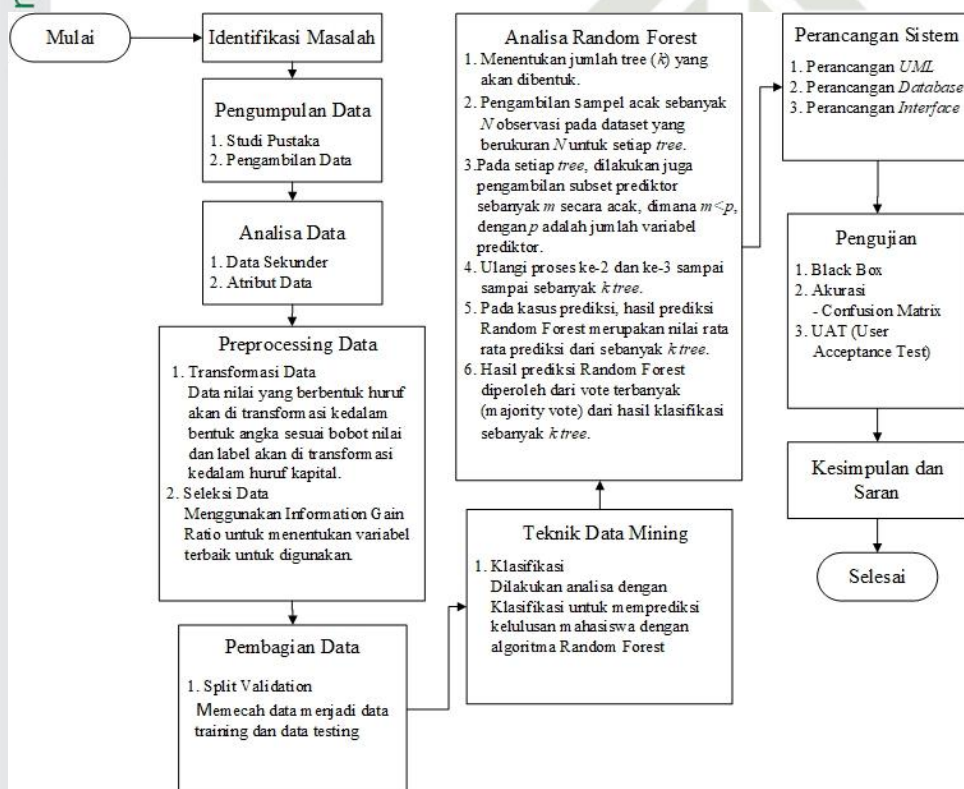 Mulai
Identifikasi Masalah
Pengumpulan Data
1. Studi Pustaka
2. Pengambilan Data
Analisa Data
1. Data Sekunder
2. Atribut Data
Preprocessing Data
1. Transformasi Data
Data nilai yang berbentuk huruf
akan di transformasi kedalam
bentuk angka sesuai bobot nilai
dan label akan di transformasi
kedalam huruf kapital.
2. Seleksi Data
Menggunakan Information Gain
Ratio untuk menentukan variabel
terbaik untuk digunakan.
Pembagian Data
1. Split Validation
Memecah data menjadi data
training dan data testing
Teknik Data Mining
1. Klasifikasi
Dilakukan analisa dengan
Klasifikasi untuk memprediksi
kelulusan mahasiswa dengan
algoritma Random Forest
Analisa Random Forest
1. Menentukan jumlah tree (k) yang
akan dibentuk.
2. Pengambilan sampel acak sebanyak
N observasi pada dataset yang
berukuran N untuk setiap tree.
3.Pada setiap tree, dilakukan juga
pengambilan subset prediktor
sebanyak m secara acak, dimana m<p,
dengan p adalah jumlah variabel
prediktor.
4. Ulangi proses ke-2 dan ke-3 sampai
sampai sebanyak k tree.
5. Pada kasus prediksi, hasil prediksi
Random Forest merupakan nilai rata
rata prediksi dari sebanyak k tree.
6. Hasil prediksi Random Forest
diperoleh dari vote terbanyak
(majority vote) dari hasil klasifikasi
sebanyak k tree.
Perancangan Sistem
1. Perancangan UML
2. Perancangan Database
3. Perancangan Interface
Pengujian
1. Black Box
2. Akurasi
- Confusion Matrix
3. UAT (User
Acceptance Test)
Kesimpulan dan
Saran
Selesai